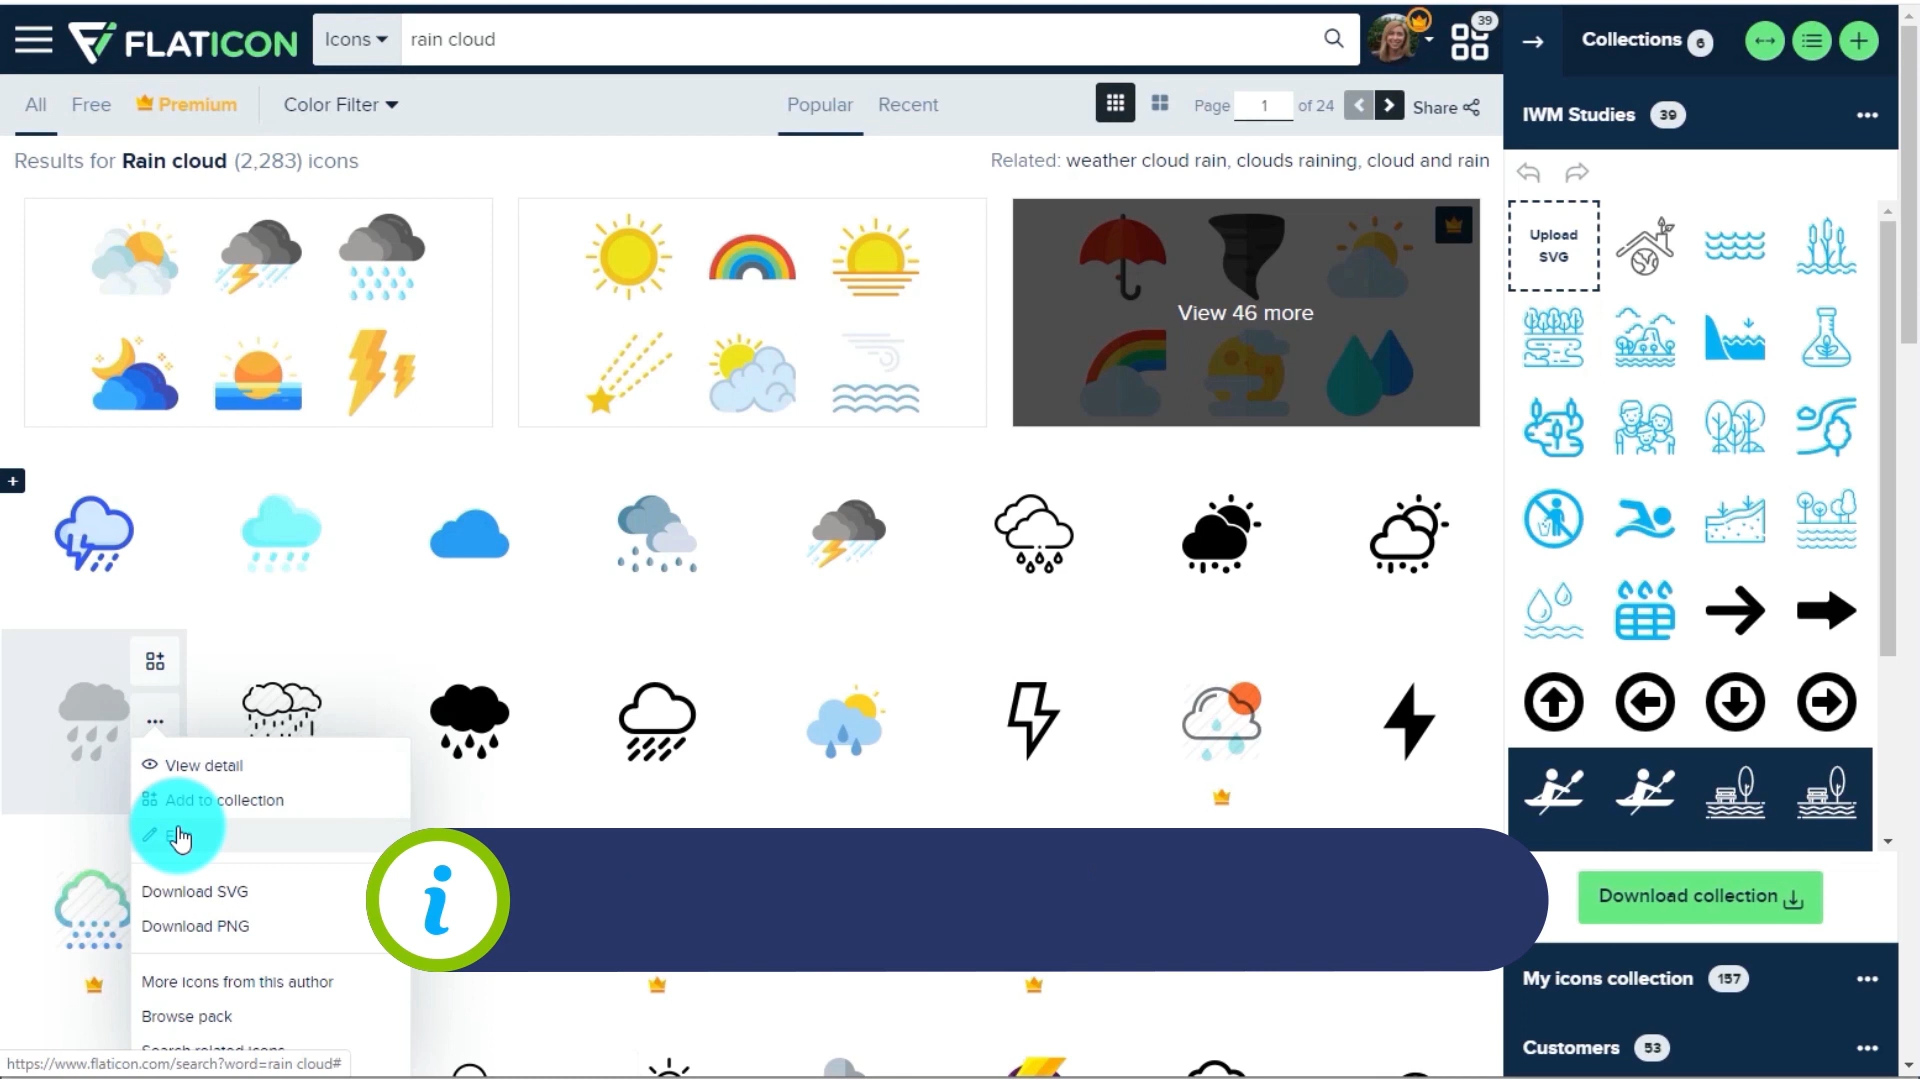 FLATICON
Icons
rain cloud
39
Collections 6
All
Free
Premium
Color Filter
Popular
Recent
Page 1 of 24
Share
IWM Studies 39
Results for Rain cloud (2,283) icons
Related: weather cloud rain, clouds raining, cloud and rain
Upload
SVG
View 46 more
View detail
Add to collection
Download SVG
Download PNG
More icons from this author
Browse pack
Search related icons
https://www.flaticon.com/search?word=rain cloud#
i
Download collection
My icons collection 157
Customers 53